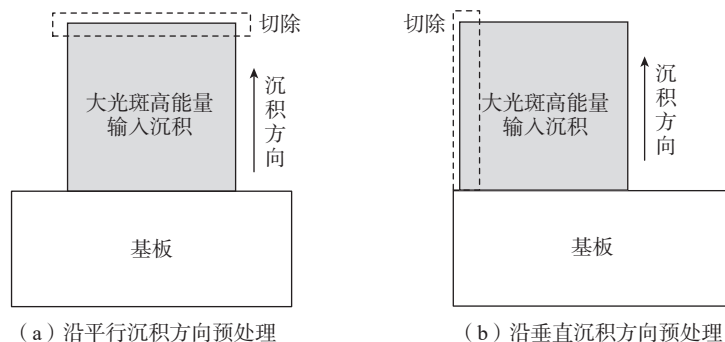 切除
大光斑高能量
输入沉积
沉积方向
基板
（a）沿平行沉积方向预处理
切除
大光斑高能量
输入沉积
沉积方向
基板
（b）沿垂直沉积方向预处理